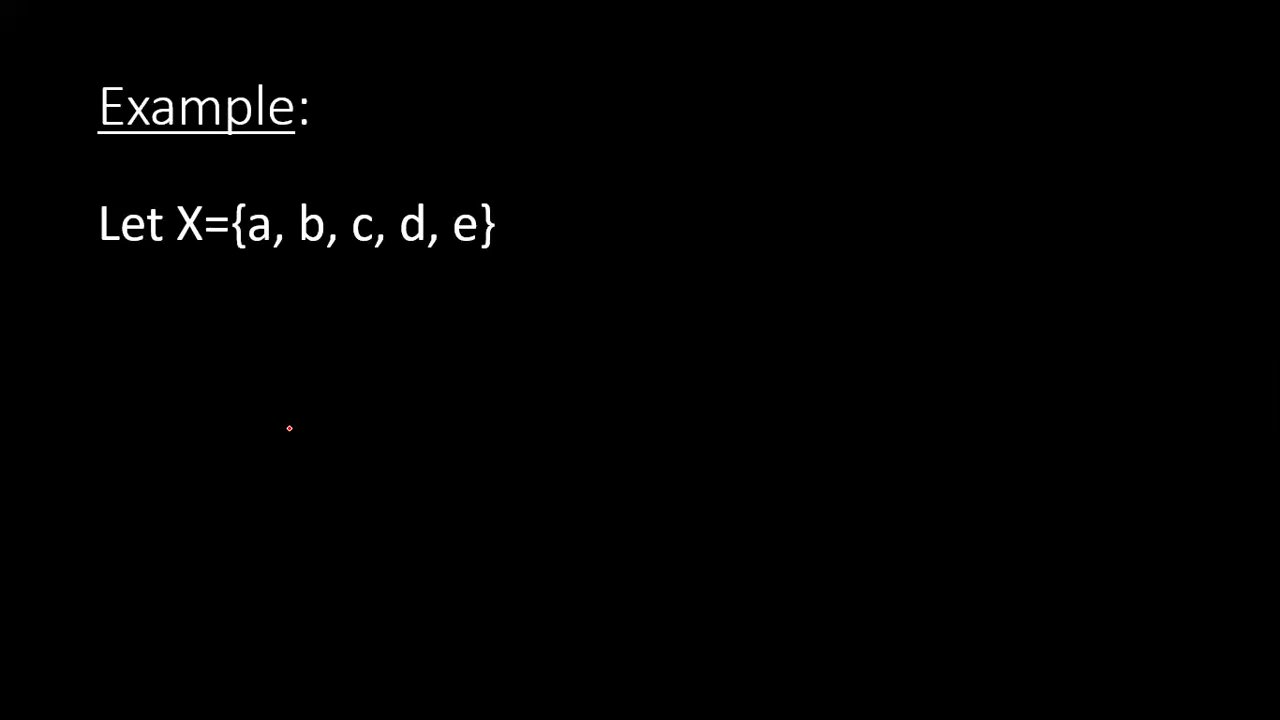 Example:
Let X={a, b, c, d, e}